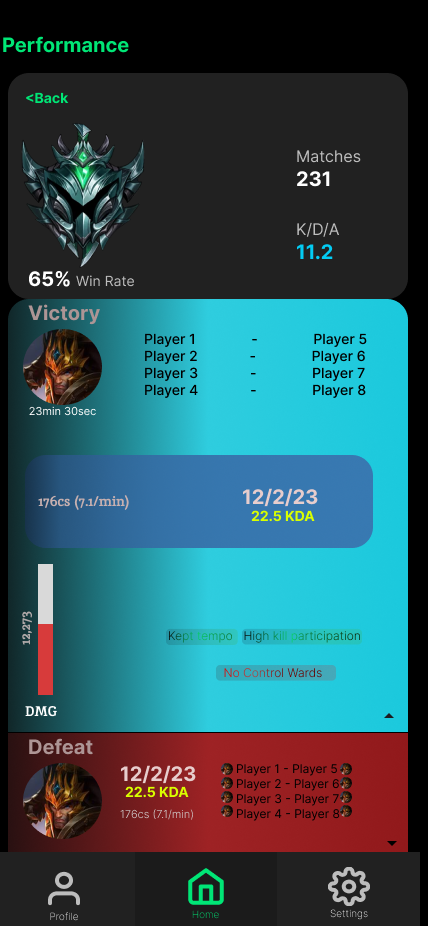 Performance
<Back
Matches
231
K/D/A
11.2
65% Win Rate
Victory
Player 1 - Player 5
Player 2 - Player 6
Player 3 - Player 7
Player 4 - Player 8
23min 30sec
176cs (7.1/min)
12/2/23
22.5 KDA
12,273
Kept tempo High kill participation
No Control Wards
DMG
Defeat
12/2/23
22.5 KDA
176cs (7.1/min)
Player 1 - Player 5
Player 2 - Player 6
Player 3 - Player 7
Player 4 - Player 8
Profile
Home
Settings